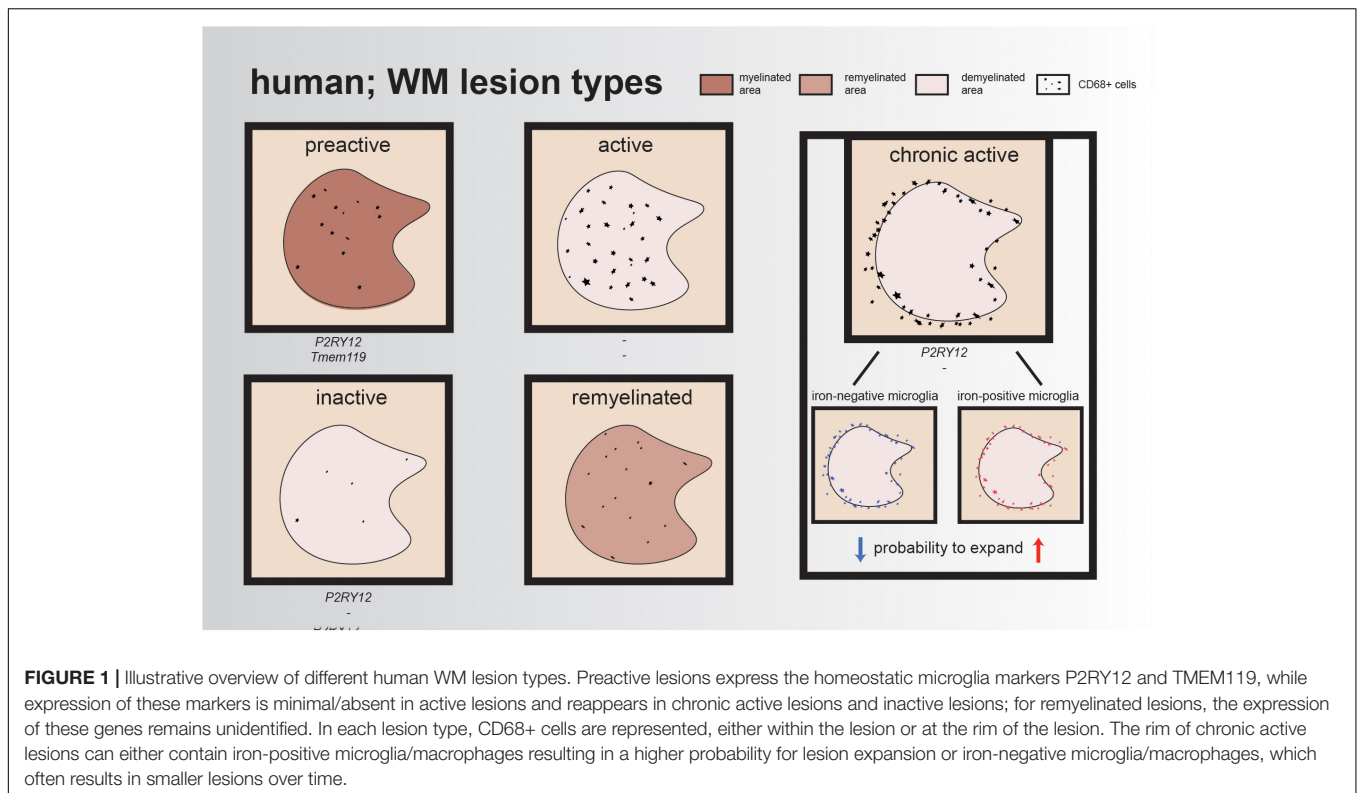 human; WM lesion types
myelinated
area
remyelinated
area
demyelinated
area
CD68+ cells
preactive
P2RY12
Tmem119
active
-
-
chronic active
P2RY12
-
iron-negative microglia
iron-positive microglia
probability to expand
inactive
P2RY12
-
remyelinated
FIGURE 1 | Illustrative overview of different human WM lesion types. Preactive lesions express the homeostatic microglia markers P2RY12 and TMEM119, while
expression of these markers is minimal/absent in active lesions and reappears in chronic active lesions and inactive lesions; for remyelinated lesions, the expression
of these genes remains unidentified. In each lesion type, CD68+ cells are represented, either within the lesion or at the rim of the lesion. The rim of chronic active
lesions can either contain iron-positive microglia/macrophages resulting in a higher probability for lesion expansion or iron-negative microglia/macrophages, which
often results in smaller lesions over time.